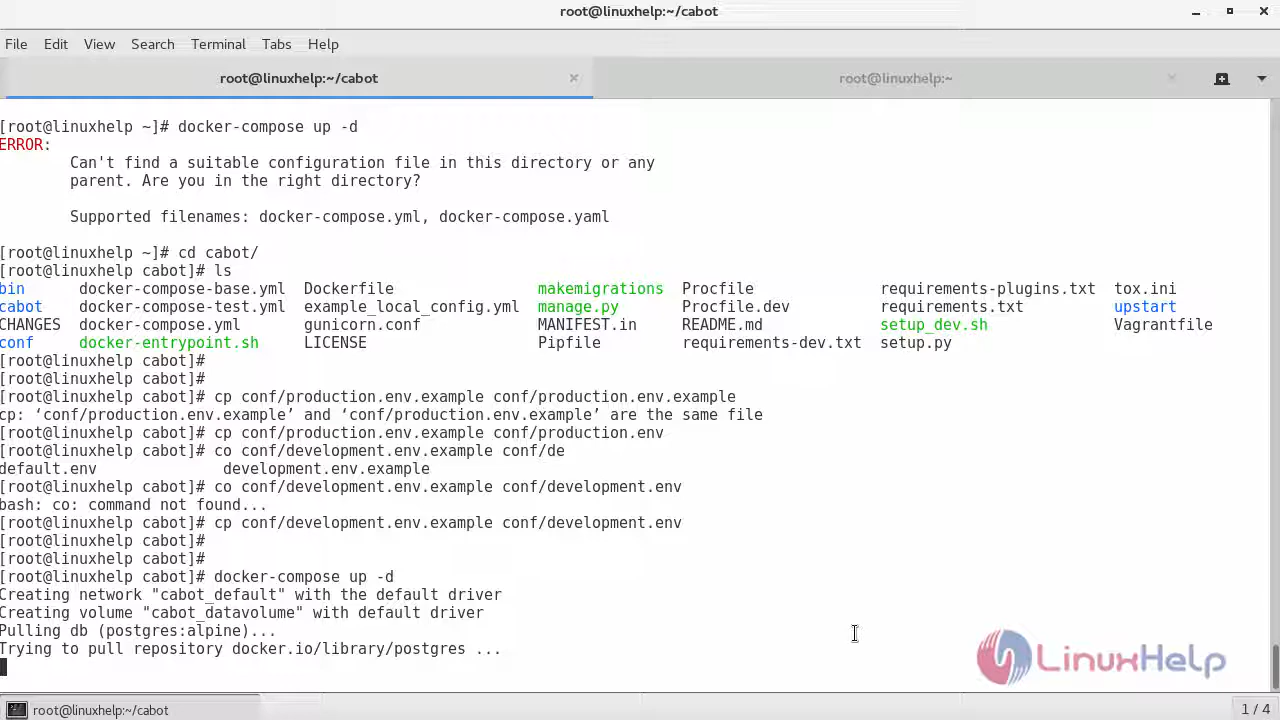 root@linuxhelp:~/cabot
File Edit View Search Terminal Tabs Help
root@linuxhelp:~/cabot × root@linuxhelp:~ ×
[root@linuxhelp ~]# docker-compose up -d
ERROR:
        Can't find a suitable configuration file in this directory or any
        parent. Are you in the right directory?
        Supported filenames: docker-compose.yml, docker-compose.yaml
[root@linuxhelp ~]# cd cabot/
[root@linuxhelp cabot]# ls
bin docker-compose-base.yml Dockerfile makemigrations Procfile requirements-plugins.txt tox.ini
cabot docker-compose-test.yml example_local_config.yml manage.py Procfile.dev requirements.txt upstart
CHANGES docker-compose.yml gunicorn.conf MANIFEST.in README.md setup_dev.sh Vagrantfile
conf docker-entrypoint.sh LICENSE Pipfile requirements-dev.txt setup.py
[root@linuxhelp cabot]#
[root@linuxhelp cabot]#
[root@linuxhelp cabot]# cp conf/production.env.example conf/production.env.example
cp: ‘conf/production.env.example’ and ‘conf/production.env.example’ are the same file
[root@linuxhelp cabot]# cp conf/production.env.example conf/production.env
[root@linuxhelp cabot]# co conf/development.env.example conf/de
default.env development.env.example
[root@linuxhelp cabot]# co conf/development.env.example conf/development.env
bash: co: command not found...
[root@linuxhelp cabot]# cp conf/development.env.example conf/development.env
[root@linuxhelp cabot]#
[root@linuxhelp cabot]#
[root@linuxhelp cabot]# docker-compose up -d
Creating network "cabot_default" with the default driver
Creating volume "cabot_datavolume" with default driver
Pulling db (postgres:alpine)...
Trying to pull repository docker.io/library/postgres ...
LinuxHelp
root@linuxhelp:~/cabot
1 / 4